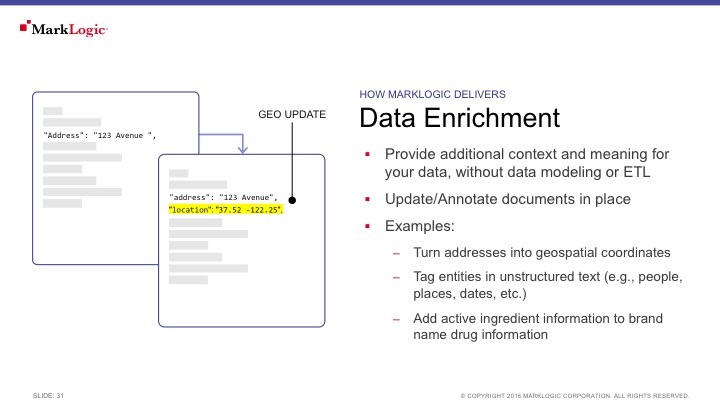 MarkLogic
GEO UPDATE
"Address": "123 Avenue ",
"address": "123 Avenue",
"location":"37.52 -122.25",
HOW MARKLOGIC DELIVERS
Data Enrichment
▪ Provide additional context and meaning for
your data, without data modeling or ETL
▪ Update/Annotate documents in place
▪ Examples:
– Turn addresses into geospatial coordinates
– Tag entities in unstructured text (e.g., people,
places, dates, etc.)
– Add active ingredient information to brand
name drug information
SLIDE: 31
© COPYRIGHT 2016 MARKLOGIC CORPORATION. ALL RIGHTS RESERVED.